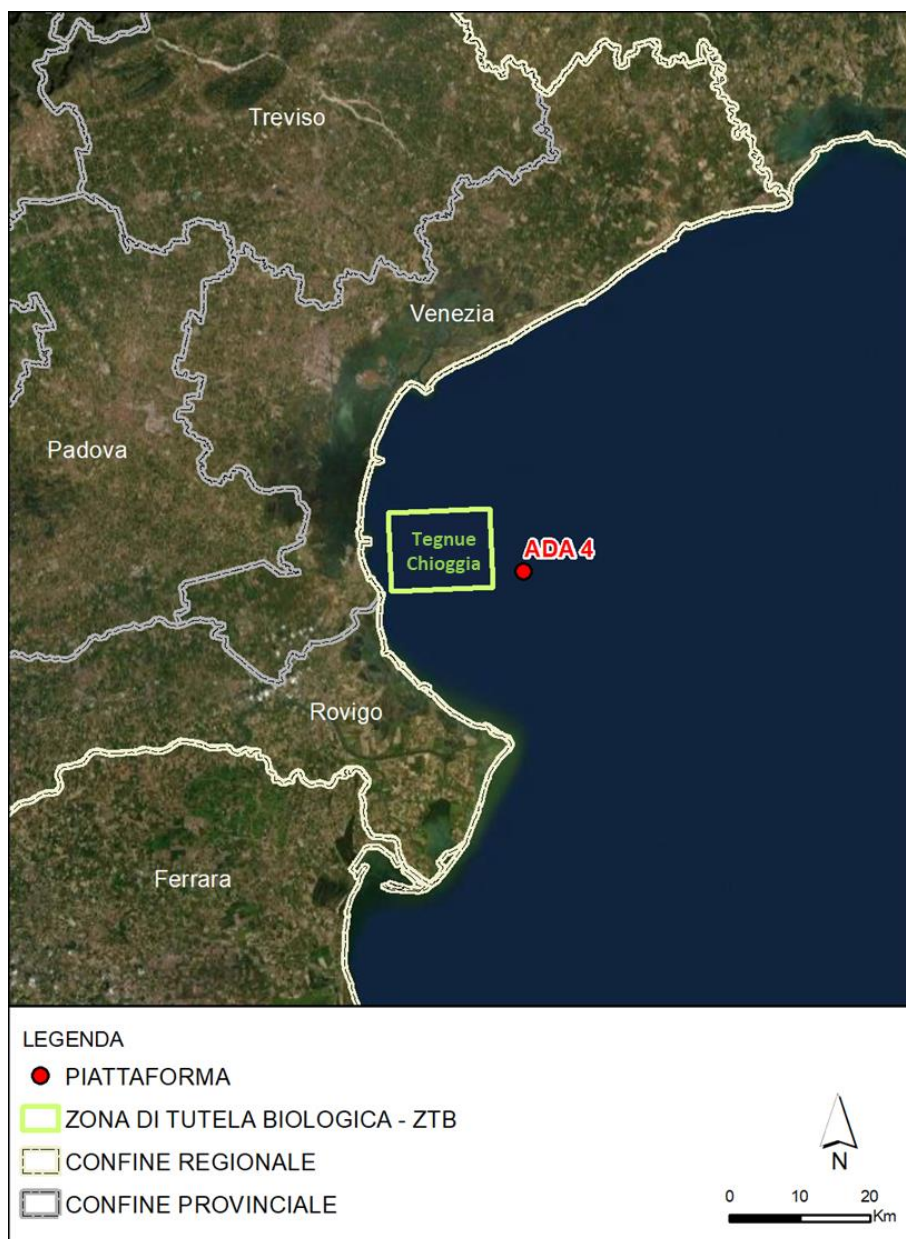 Treviso
Venezia
Padova
Tegnue
Chioggia
ADA 4
Rovigo
Ferrara
LEGENDA
PIATTAFORMA
ZONA DI TUTELA BIOLOGICA - ZTB
CONFINE REGIONALE
CONFINE PROVINCIALE
N
0 10 20
Km